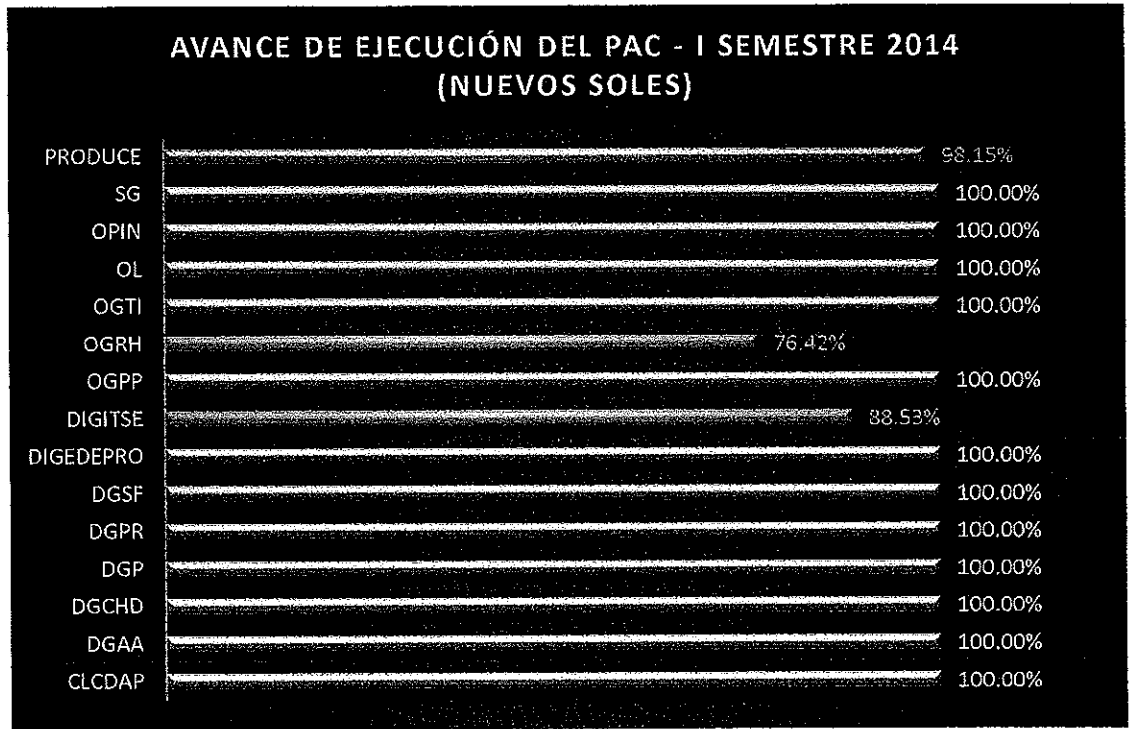 AVANCE DE EJECUCIÓN DEL PAC - I SEMESTRE 2014
(NUEVOS SOLES)
PRODUCE 98.15%
SG 100.00%
OPIN 100.00%
OL 100.00%
OGTI 100.00%
OGRH 76.42%
OGPP 100.00%
DIGITSE 88.53%
DIGEDEPRO 100.00%
DGSF 100.00%
DGPR 100.00%
DGP 100.00%
DGCHD 100.00%
DGAA 100.00%
CLCDAP 100.00%